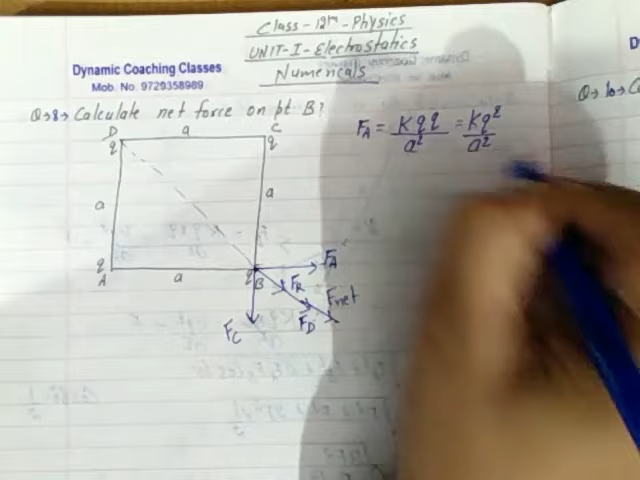 Class-12th-Physics
UNIT-I-Electrostatics
Numericals
Dynamic Coaching Classes
Mob. No. 9729358989
Q→8→ Calculate net force on pt B?
D a C
q q
a a
q q
A a B
FA
FR
Fnet
FD
FC
FA = Kqq/a² = Kq²/a²
Q→10→